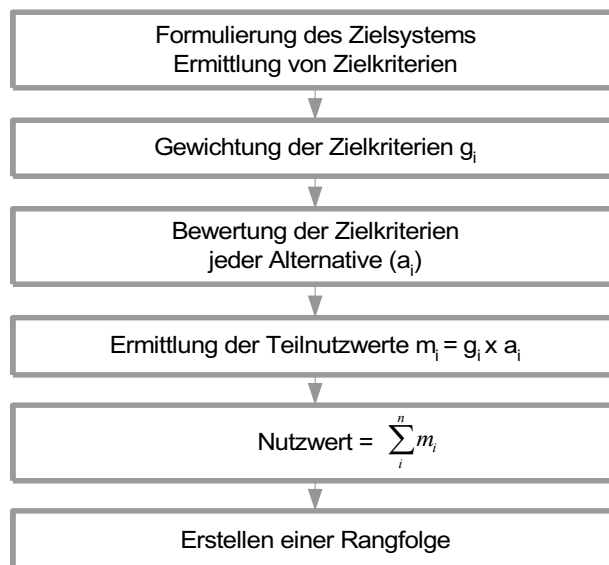 Formulierung des Zielsystems
Ermittlung von Zielkriterien
Gewichtung der Zielkriterien gᵢ
Bewertung der Zielkriterien
jeder Alternative (aᵢ)
Ermittlung der Teilnutzwerte mᵢ = gᵢ x aᵢ
Nutzwert = ∑ᵢⁿ mᵢ
Erstellen einer Rangfolge